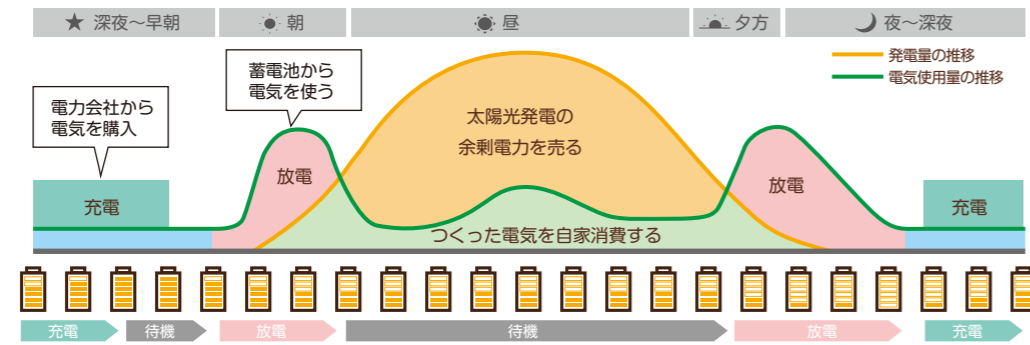 深夜〜早朝
朝
昼
夕方
夜〜深夜
発電量の推移
電気使用量の推移
蓄電池から
電気を使う
電力会社から
電気を購入
太陽光発電の
余剰電力を売る
放電
放電
充電
充電
つくった電気を自家消費する
充電
待機
放電
待機
放電
充電